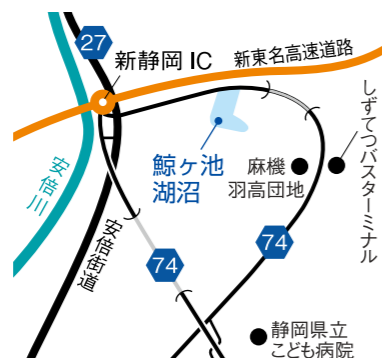 27
新静岡 IC
新東名高速道路
鯨ヶ池
湖沼
麻機
羽高団地
しずてつバスターミナル
安倍川
安倍街道
74
74
静岡県立
こども病院